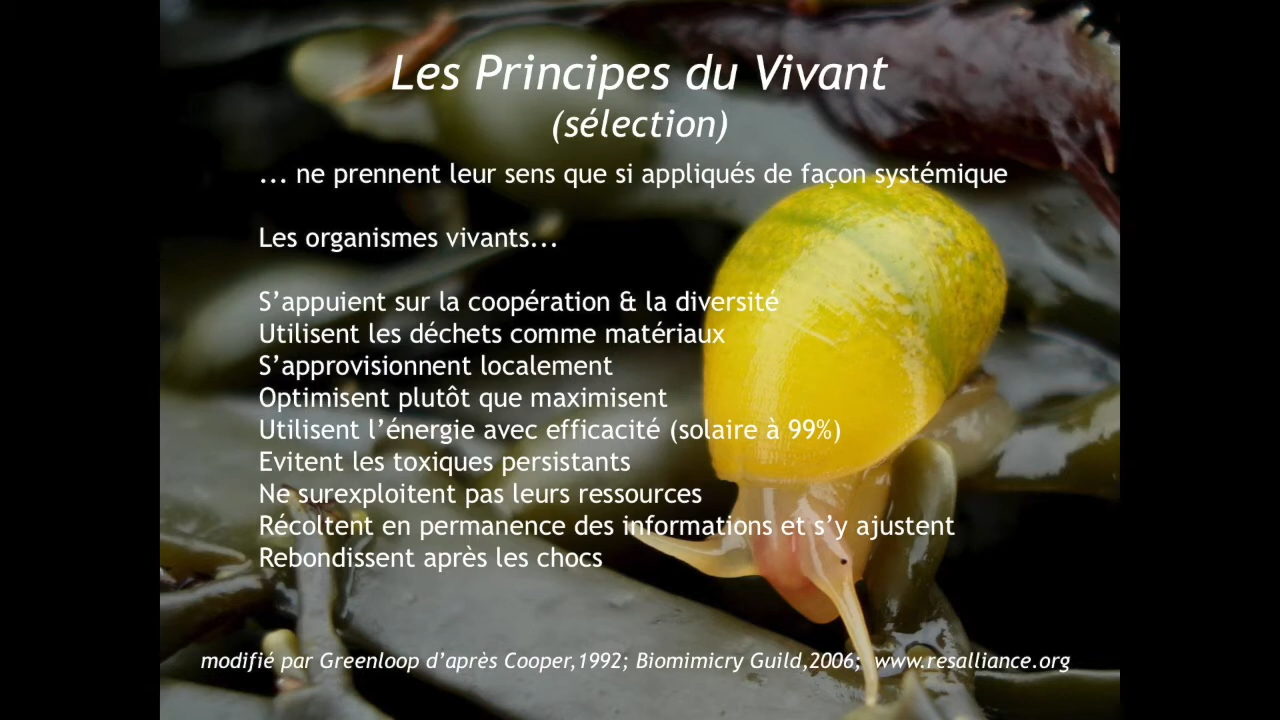 Les Principes du Vivant
(sélection)
... ne prennent leur sens que si appliqués de façon systémique
Les organismes vivants...
S’appuient sur la coopération & la diversité
Utilisent les déchets comme matériaux
S’approvisionnent localement
Optimisent plutôt que maximisent
Utilisent l’énergie avec efficacité (solaire à 99%)
Evitent les toxiques persistants
Ne surexploitent pas leurs ressources
Récoltent en permanence des informations et s’y ajustent
Rebondissent après les chocs
modifié par Greenloop d’après Cooper,1992; Biomimicry Guild,2006; www.resalliance.org